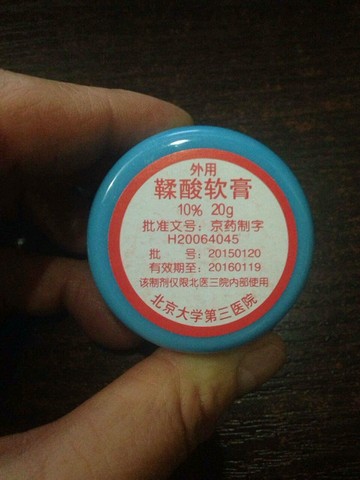 外用
鞣酸软膏
10% 20g
批准文号：京药制字
H20064045
批 号：20150120
有效期至：20160119
该制剂仅限北医三院内部使用
北京大学第三医院